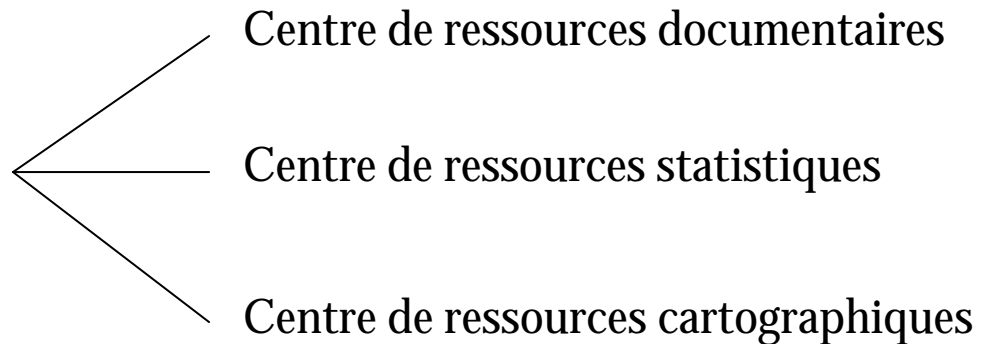 Centre de ressources documentaires
Centre de ressources statistiques
Centre de ressources cartographiques